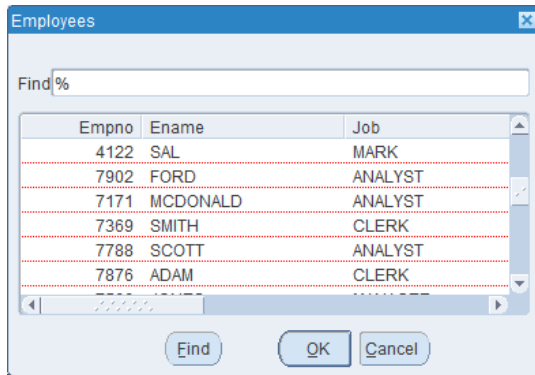 Employees
Find %
Empno Ename Job
4122 SAL MARK
7902 FORD ANALYST
7171 MCDONALD ANALYST
7369 SMITH CLERK
7788 SCOTT ANALYST
7876 ADAM CLERK
Find OK Cancel